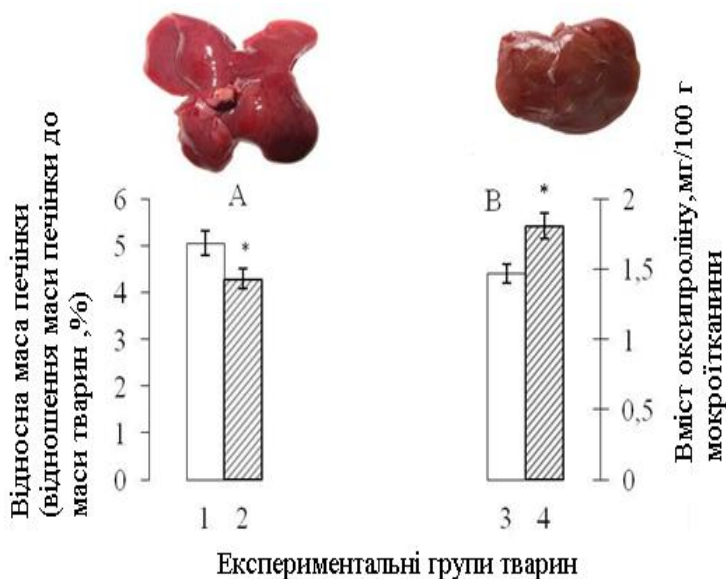 Відносна маса печінки
(відношення маси печінки до
маси тварин ,%)
6
5
4
3
2
1
0
A
*
1 2
B
*
3 4
2
1,5
1
0,5
0
Вміст оксипроліну,мг/100 г
мокроїтканини
Експериментальні групи тварин